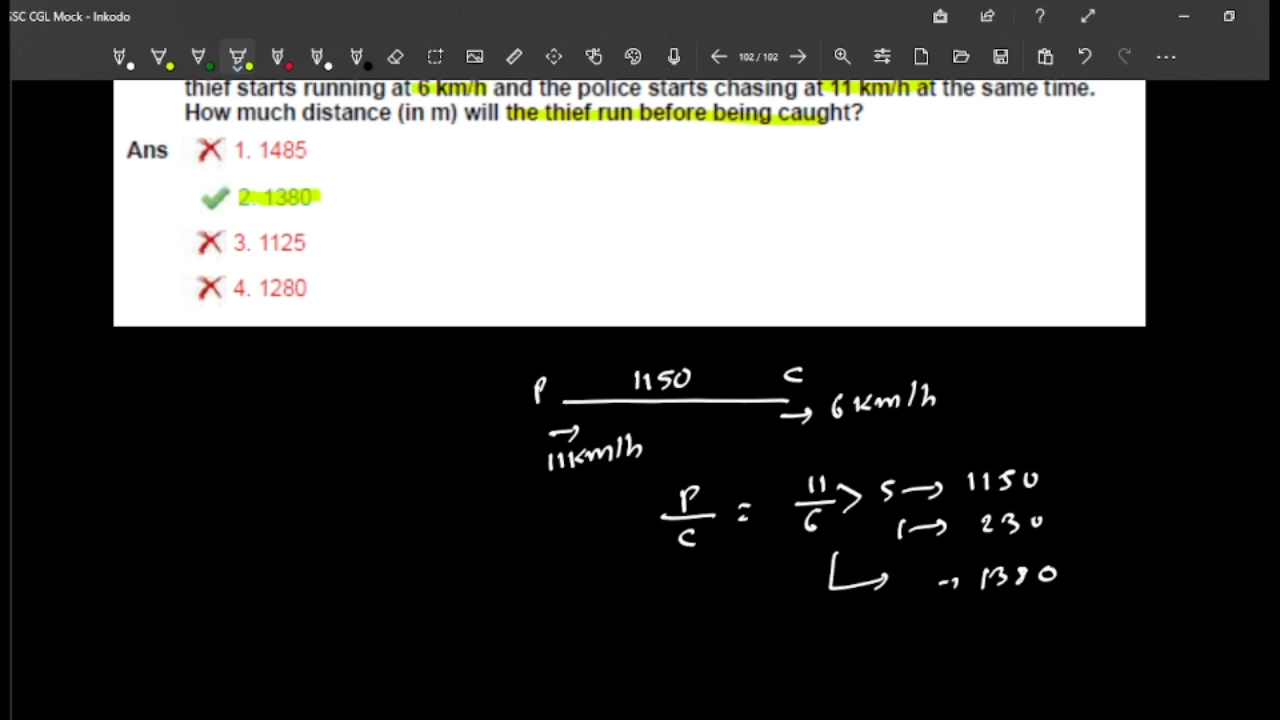 SSC CGL Mock - Inkodo
102 / 102
thief starts running at 6 km/h and the police starts chasing at 11 km/h at the same time.
How much distance (in m) will the thief run before being caught?
Ans 1. 1485
2. 1380
3. 1125
4. 1280
P 1150 C
→ 6 km/h
→
11 km/h
P/C = 11/6 > 5 → 1150
1 → 230
→ 1380